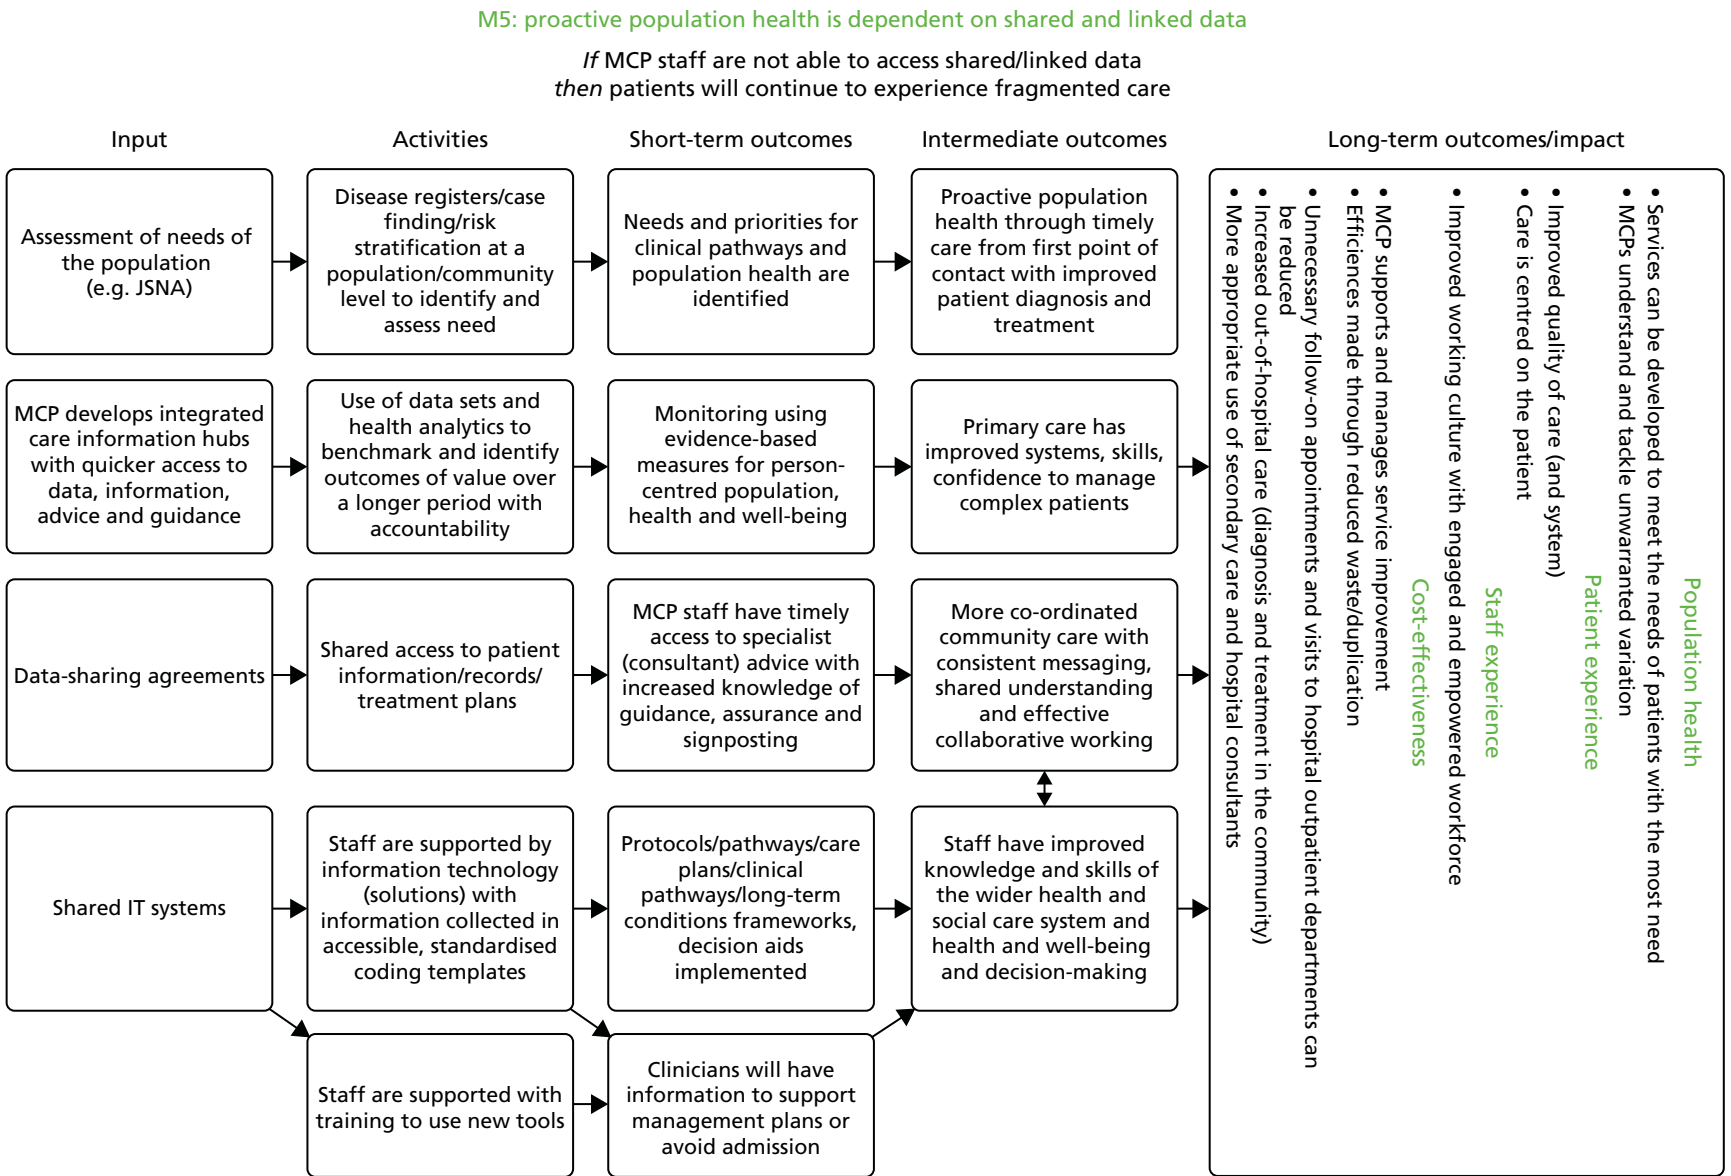 M5: proactive population health is dependent on shared and linked data
If MCP staff are not able to access shared/linked data
then patients will continue to experience fragmented care
Input
Activities
Short-term outcomes
Intermediate outcomes
Long-term outcomes/impact
Assessment of needs of
the population
(e.g. JSNA)
Disease registers/case
finding/risk
stratification at a
population/community
level to identify and
assess need
Needs and priorities for
clinical pathways and
population health are
identified
Proactive population
health through timely
care from first point of
contact with improved
patient diagnosis and
treatment
MCP develops integrated
care information hubs
with quicker access to
data, information,
advice and guidance
Use of data sets and
health analytics to
benchmark and identify
outcomes of value over
a longer period with
accountability
Monitoring using
evidence-based
measures for person-
centred population,
health and well-being
Primary care has
improved systems, skills,
confidence to manage
complex patients
Data-sharing agreements
Shared access to patient
information/records/
treatment plans
MCP staff have timely
access to specialist
(consultant) advice with
increased knowledge of
guidance, assurance and
signposting
More co-ordinated
community care with
consistent messaging,
shared understanding
and effective
collaborative working
Shared IT systems
Staff are supported by
information technology
(solutions) with
information collected in
accessible, standardised
coding templates
Protocols/pathways/care
plans/clinical
pathways/long-term
conditions frameworks,
decision aids
implemented
Staff have improved
knowledge and skills of
the wider health and
social care system and
health and well-being
and decision-making
Staff are supported with
training to use new tools
Clinicians will have
information to support
management plans or
avoid admission
Population health
• Services can be developed to meet the needs of patients with the most need
• MCPs understand and tackle unwarranted variation
Patient experience
• Improved quality of care (and system)
• Care is centred on the patient
Staff experience
• Improved working culture with engaged and empowered workforce
Cost-effectiveness
• MCP supports and manages service improvement
• Efficiences made through reduced waste/duplication
• Unnecessary follow-on appointments and visits to hospital outpatient departments can
be reduced
• Increased out-of-hospital care (diagnosis and treatment in the community)
• More appropriate use of secondary care and hospital consultants